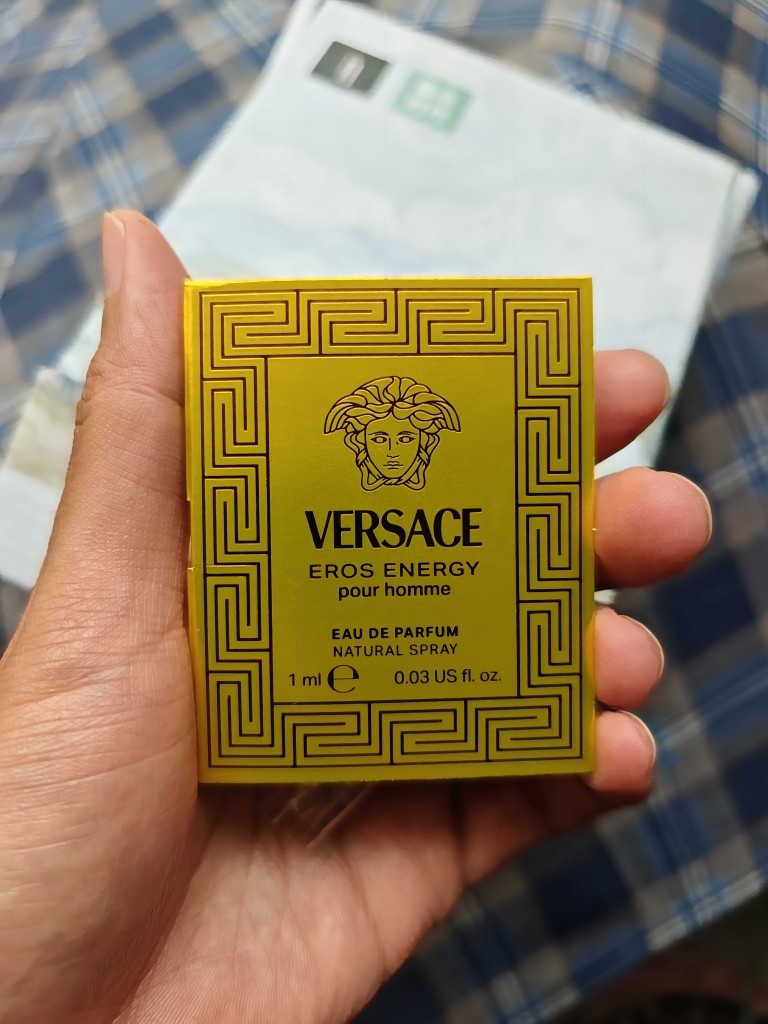 VERSACE
EROS ENERGY
pour homme
EAU DE PARFUM
NATURAL SPRAY
1 ml ℮ 0.03 US fl. oz.